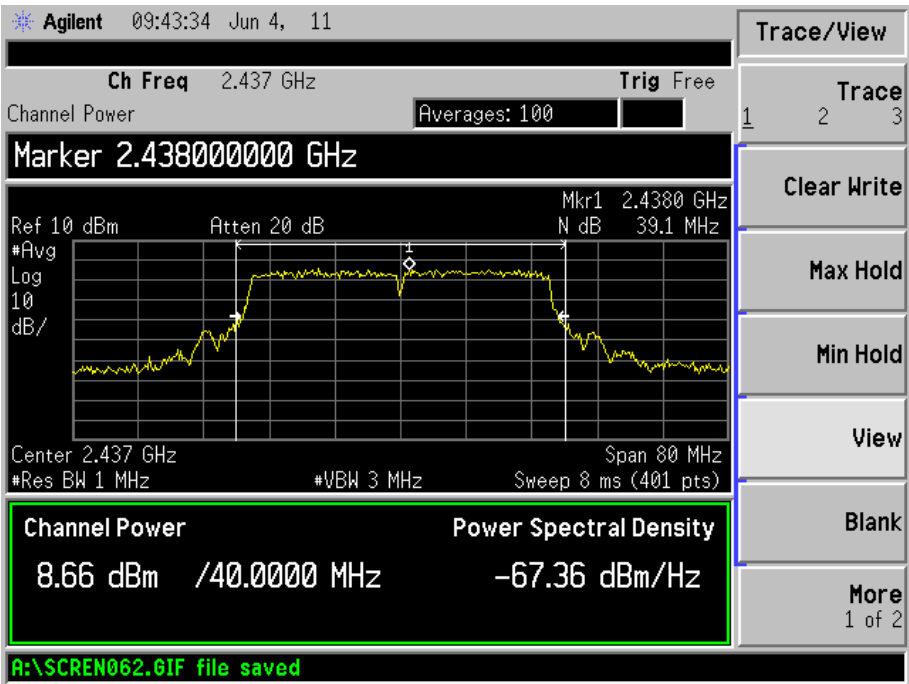 Agilent 09:43:34 Jun 4, 11
Trace/View
Ch Freq 2.437 GHz Trig Free
Channel Power Averages: 100
Trace
1 2 3
Marker 2.438000000 GHz
Clear Write
Mkr1 2.4380 GHz
Ref 10 dBm Atten 20 dB N dB 39.1 MHz
#Avg
Log
10
dB/
1
Max Hold
Min Hold
View
Center 2.437 GHz Span 80 MHz
#Res BW 1 MHz #VBW 3 MHz Sweep 8 ms (401 pts)
Channel Power Power Spectral Density
8.66 dBm /40.0000 MHz -67.36 dBm/Hz
Blank
More
1 of 2
A:\SCREN062.GIF file saved